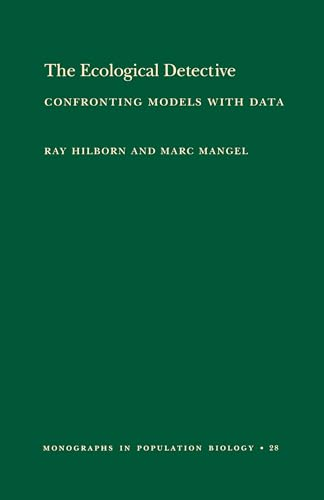 The Ecological Detective
CONFRONTING MODELS WITH DATA
RAY HILBORN AND MARC MANGEL
MONOGRAPHS IN POPULATION BIOLOGY • 28